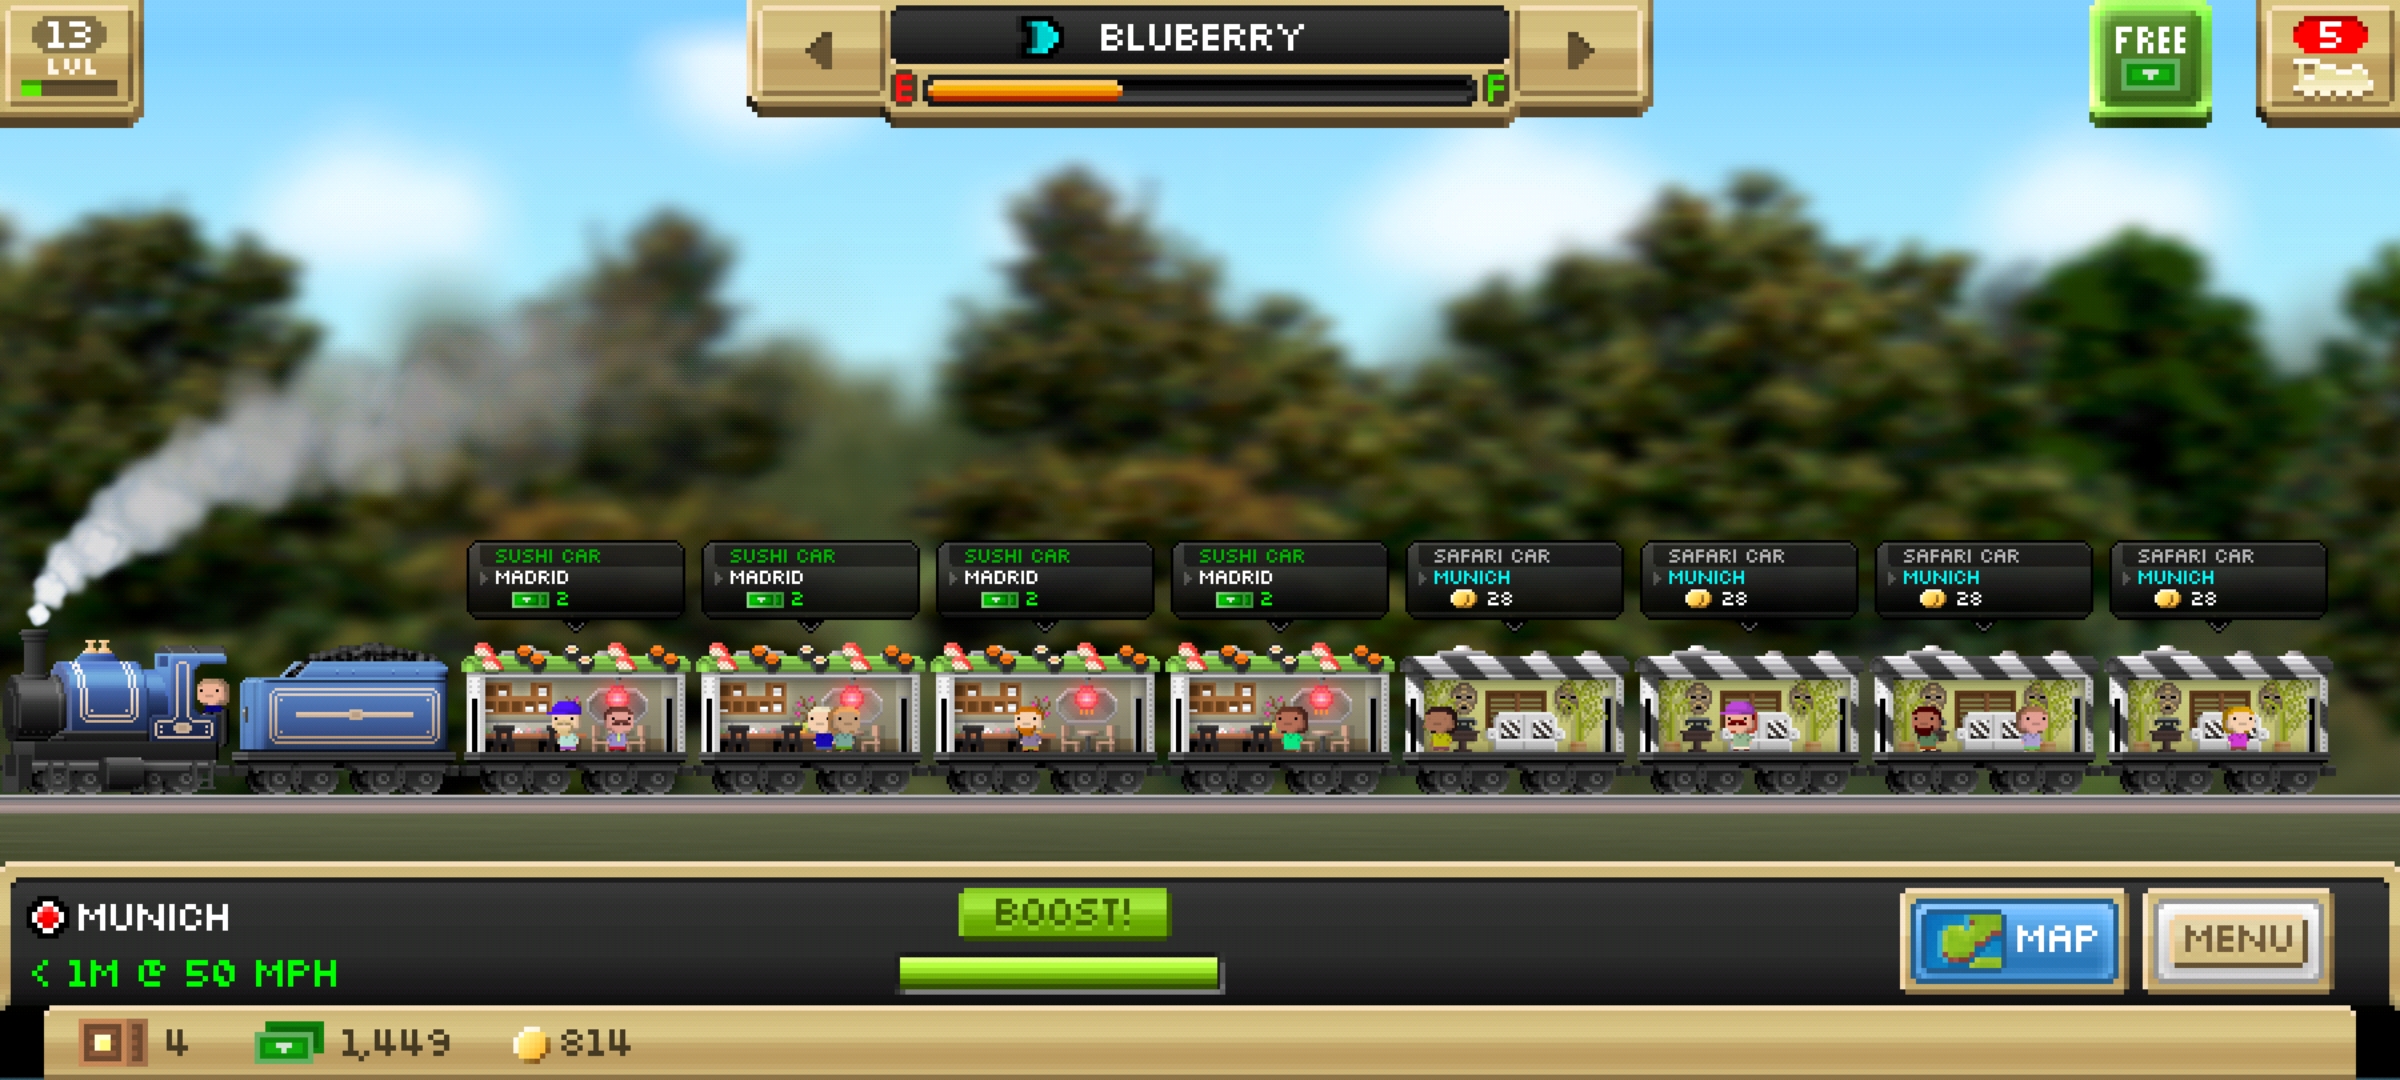 13
LVL
BLUBERRY
E F
FREE
5
SUSHI CAR
MADRID
2
SUSHI CAR
MADRID
2
SUSHI CAR
MADRID
2
SUSHI CAR
MADRID
2
SAFARI CAR
MUNICH
28
SAFARI CAR
MUNICH
28
SAFARI CAR
MUNICH
28
SAFARI CAR
MUNICH
28
MUNICH
< 1M @ 50 MPH
BOOST!
MAP
MENU
4 1,449 814